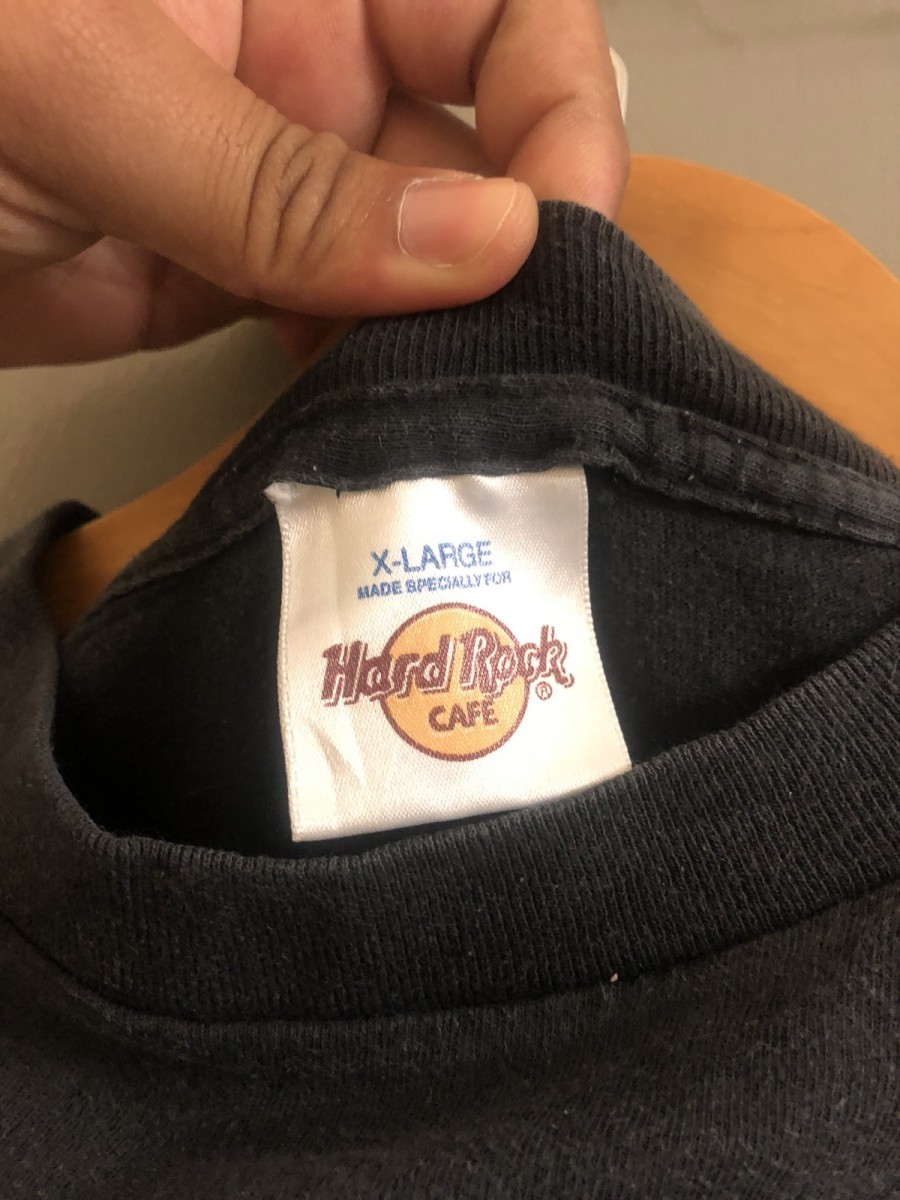 X-LARGE
MADE SPECIALLY FOR
Hard Rock
CAFE ®